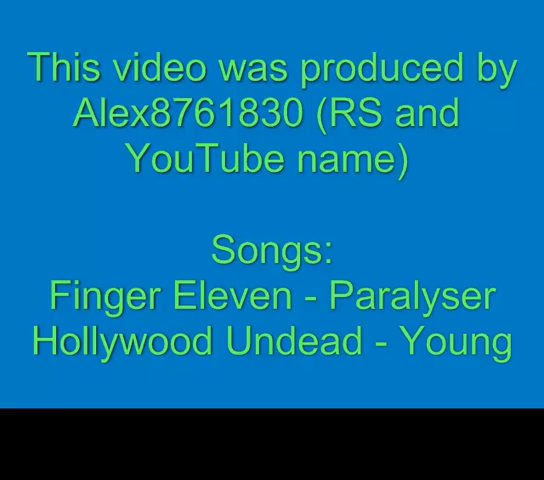 This video was produced by
Alex8761830 (RS and
YouTube name)
Songs:
Finger Eleven - Paralyser
Hollywood Undead - Young